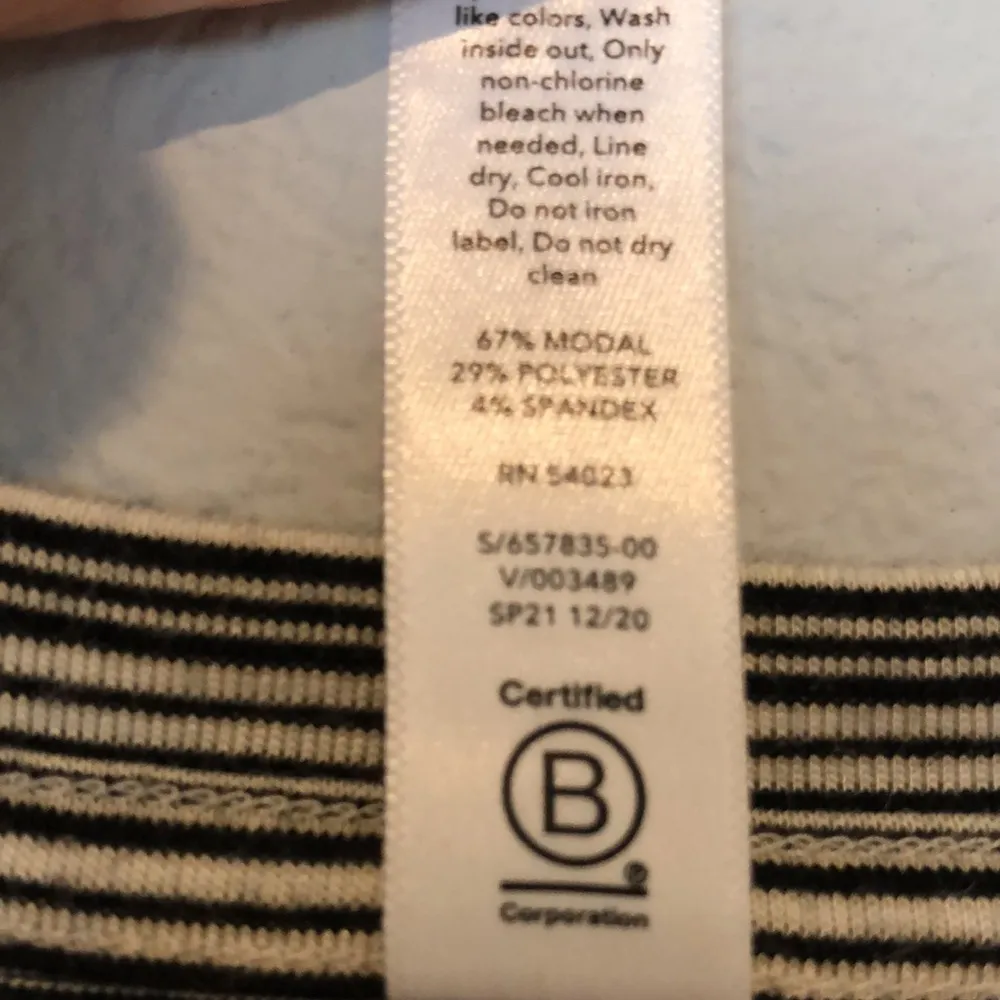 like colors, Wash
inside out, Only
non-chlorine
bleach when
needed, Line
dry, Cool iron,
Do not iron
label, Do not dry
clean
67% MODAL
29% POLYESTER
4% SPANDEX
RN 54023
S/657835-00
V/003489
SP21 12/20
Certified
B
®
Corporation